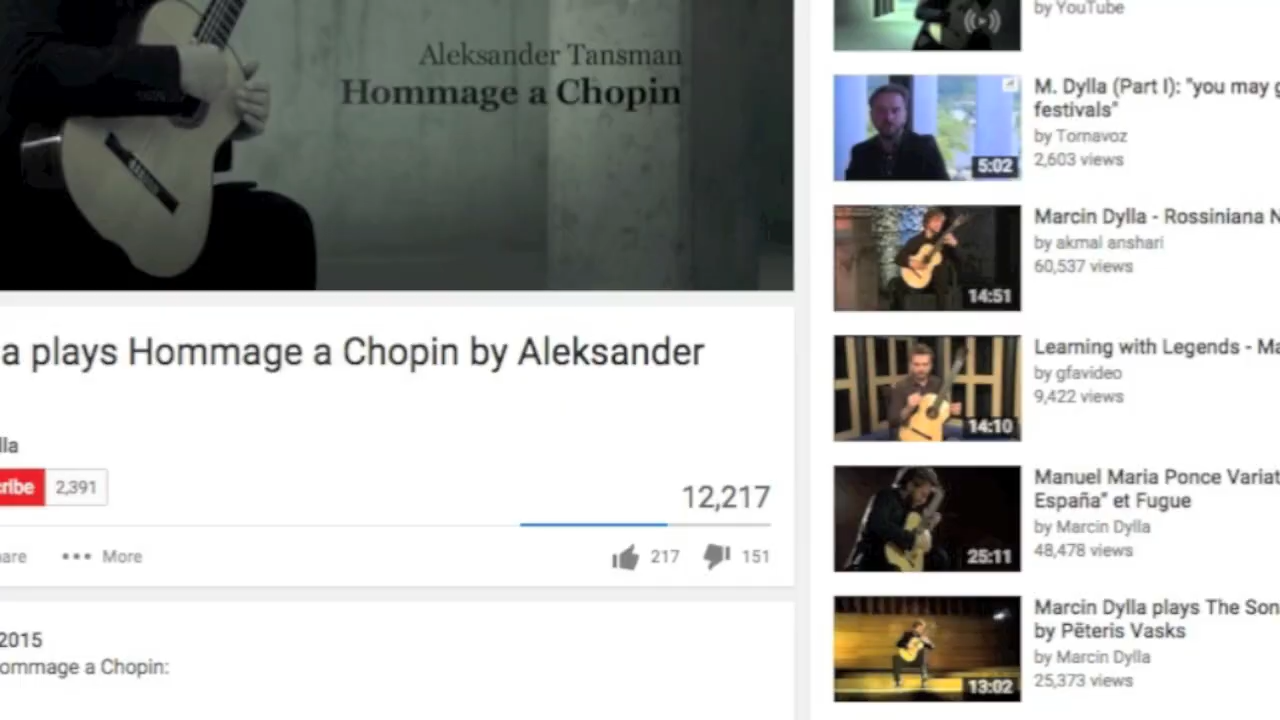 Aleksander Tansman
Hommage a Chopin
a plays Hommage a Chopin by Aleksander
lla
cribe 2,391
12,217
are ••• More
217 151
2015
ommage a Chopin:
by YouTube
M. Dylla (Part I): "you may g
festivals"
by Tornavoz
2,603 views
5:02
Marcin Dylla - Rossiniana N
by akmal anshari
60,537 views
14:51
Learning with Legends - Ma
by gfavideo
9,422 views
14:10
Manuel Maria Ponce Variat
España" et Fugue
by Marcin Dylla
48,478 views
25:11
Marcin Dylla plays The Son
by Pēteris Vasks
by Marcin Dylla
25,373 views
13:02